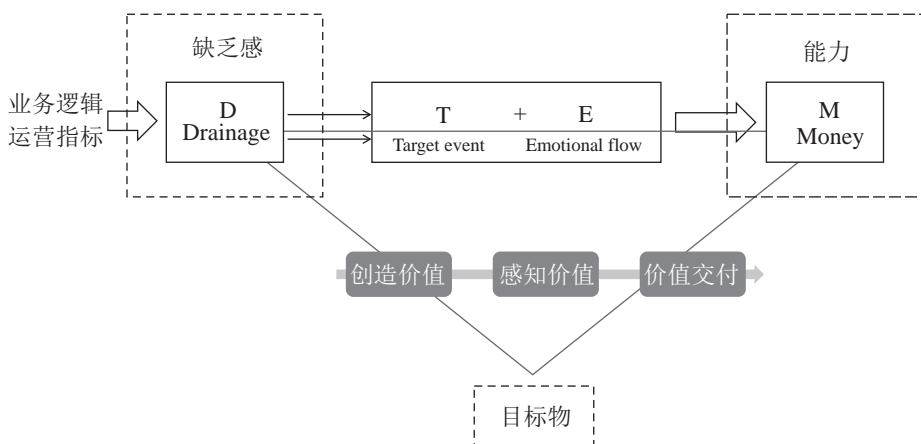 缺乏感
能力
业务逻辑
运营指标
D
Drainage
T + E
Target event Emotional flow
M
Money
创造价值 感知价值 价值交付
目标物